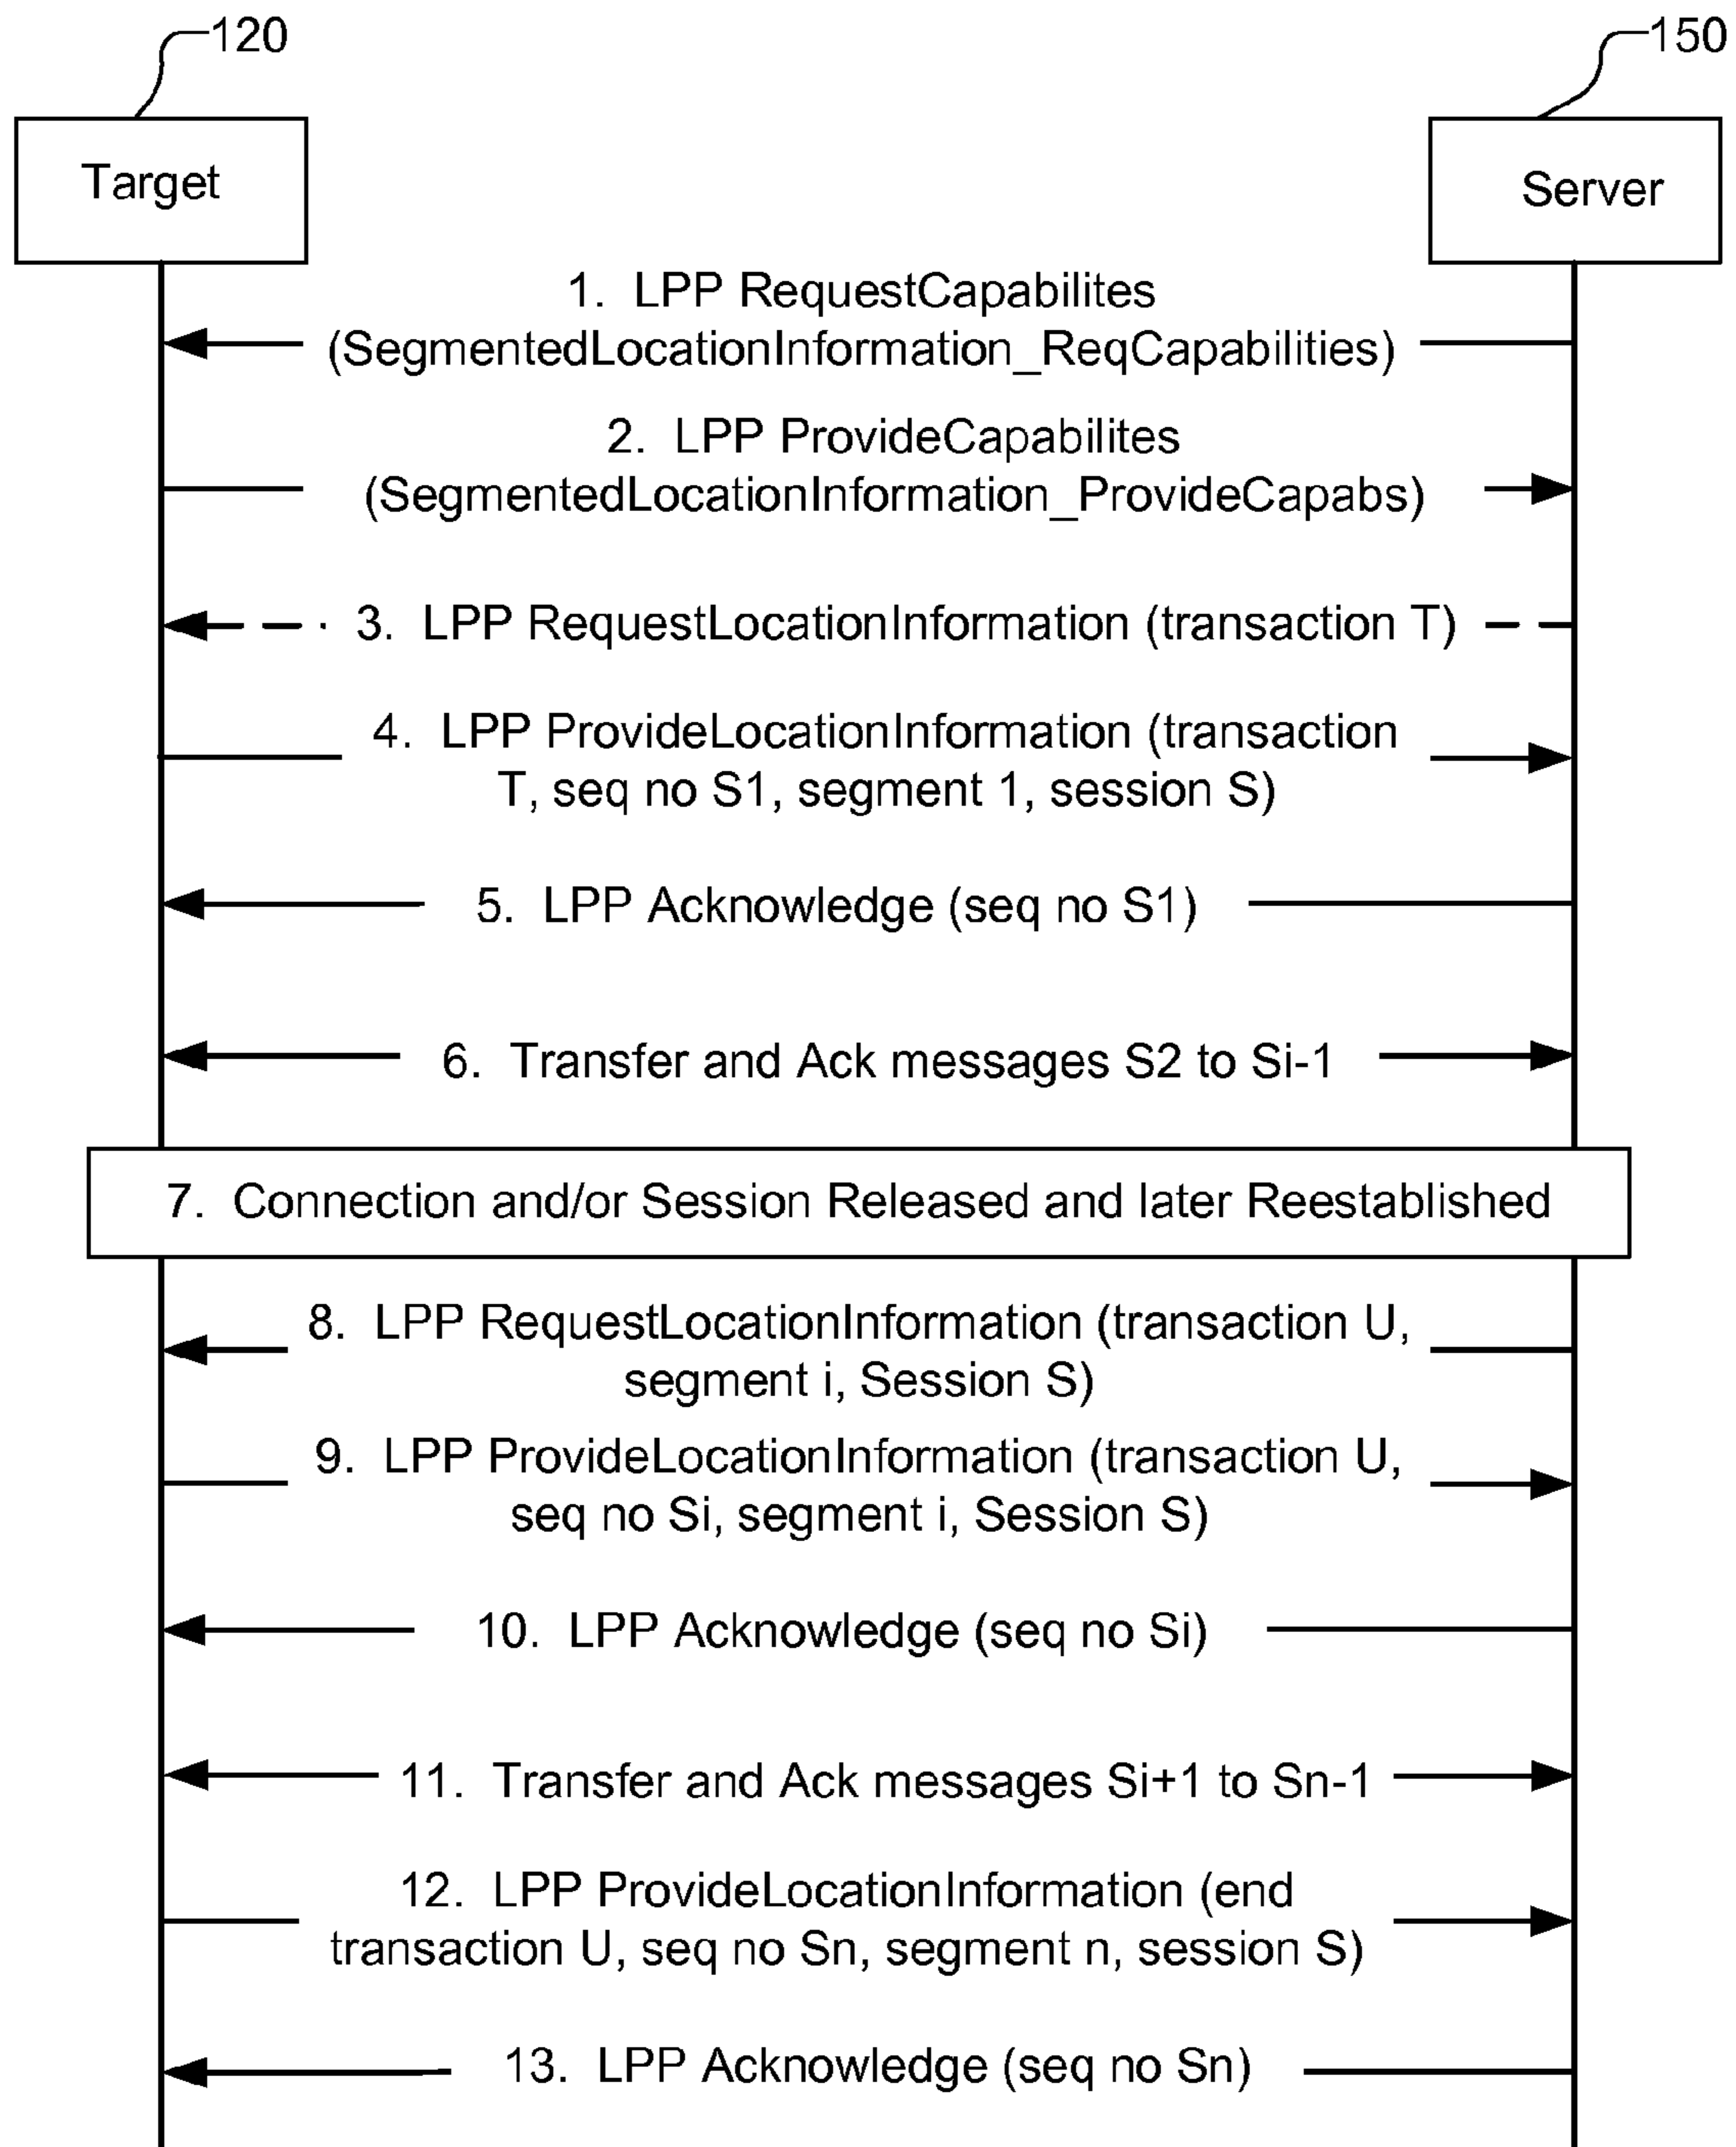 120
150
Target
Server
1. LPP RequestCapabilites
(SegmentedLocationInformation_ReqCapabilities)
2. LPP ProvideCapabilites
(SegmentedLocationInformation_ProvideCapabs)
3. LPP RequestLocationInformation (transaction T)
4. LPP ProvideLocationInformation (transaction
T, seq no S1, segment 1, session S)
5. LPP Acknowledge (seq no S1)
6. Transfer and Ack messages S2 to Si-1
7. Connection and/or Session Released and later Reestablished
8. LPP RequestLocationInformation (transaction U,
segment i, Session S)
9. LPP ProvideLocationInformation (transaction U,
seq no Si, segment i, Session S)
10. LPP Acknowledge (seq no Si)
11. Transfer and Ack messages Si+1 to Sn-1
12. LPP ProvideLocationInformation (end
transaction U, seq no Sn, segment n, session S)
13. LPP Acknowledge (seq no Sn)